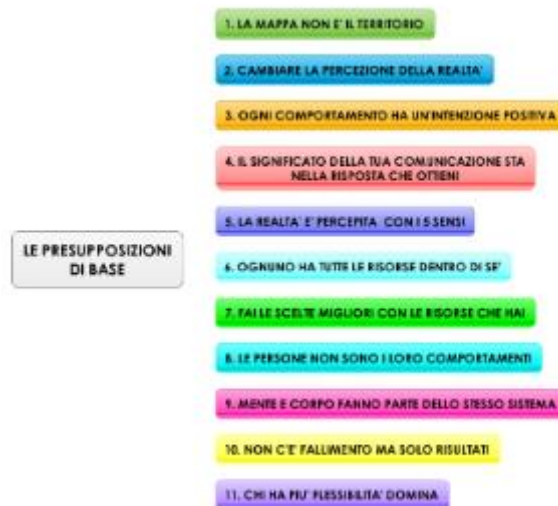 1. LA MAPPA NON E' IL TERRITORIO
2. CAMBIARE LA PERCEZIONE DELLA REALTA'
3. OGNI COMPORTAMENTO HA UN'INTENZIONE POSITIVA
4. IL SIGNIFICATO DELLA TUA COMUNICAZIONE STA
NELLA RISPOSTA CHE OTTIENI
5. LA REALTA' E' PERCEPITA CON I 5 SENSI
LE PRESUPPOSIZIONI
DI BASE
6. OGNUNO HA TUTTE LE RISORSE DENTRO DI SE'
7. FAI LE SCELTE MIGLIORI CON LE RISORSE CHE HAI
8. LE PERSONE NON SONO I LORO COMPORTAMENTI
9. MENTE E CORPO FANNO PARTE DELLO STESSO SISTEMA
10. NON C'E' FALLIMENTO MA SOLO RISULTATI
11. CHI HA PIU' FLESSIBILITA' DOMINA